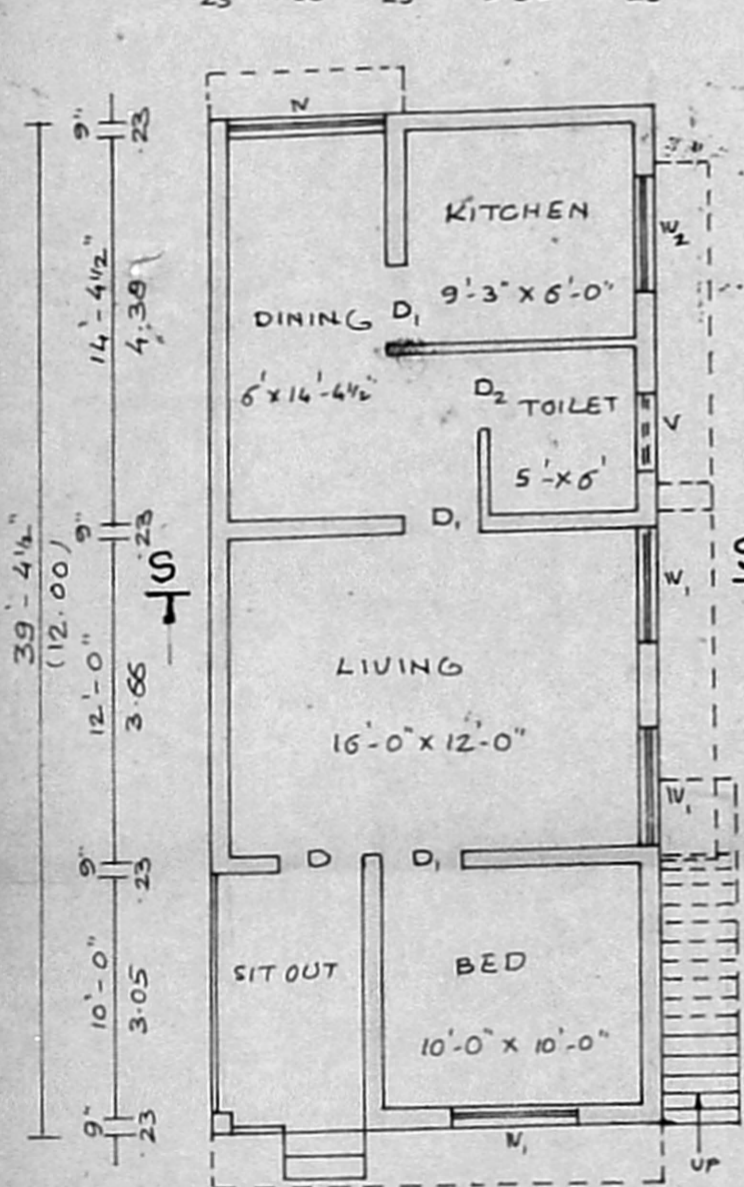 9"
.23
N
KITCHEN
W2
9'-3" X 6'-0"
14'-4½"
4.39
DINING
D1
6' x 14'-4½"
D2
TOILET
V
5'-X6'
39'-4½"
(12.00)
9"
.23
D1
S
T
W1
12'-0"
3.66
LIVING
16'-0" X 12'-0"
W1
9"
.23
D
D1
10'-0"
3.05
SIT OUT
BED
10'-0" X 10'-0"
9"
.23
W1
UP